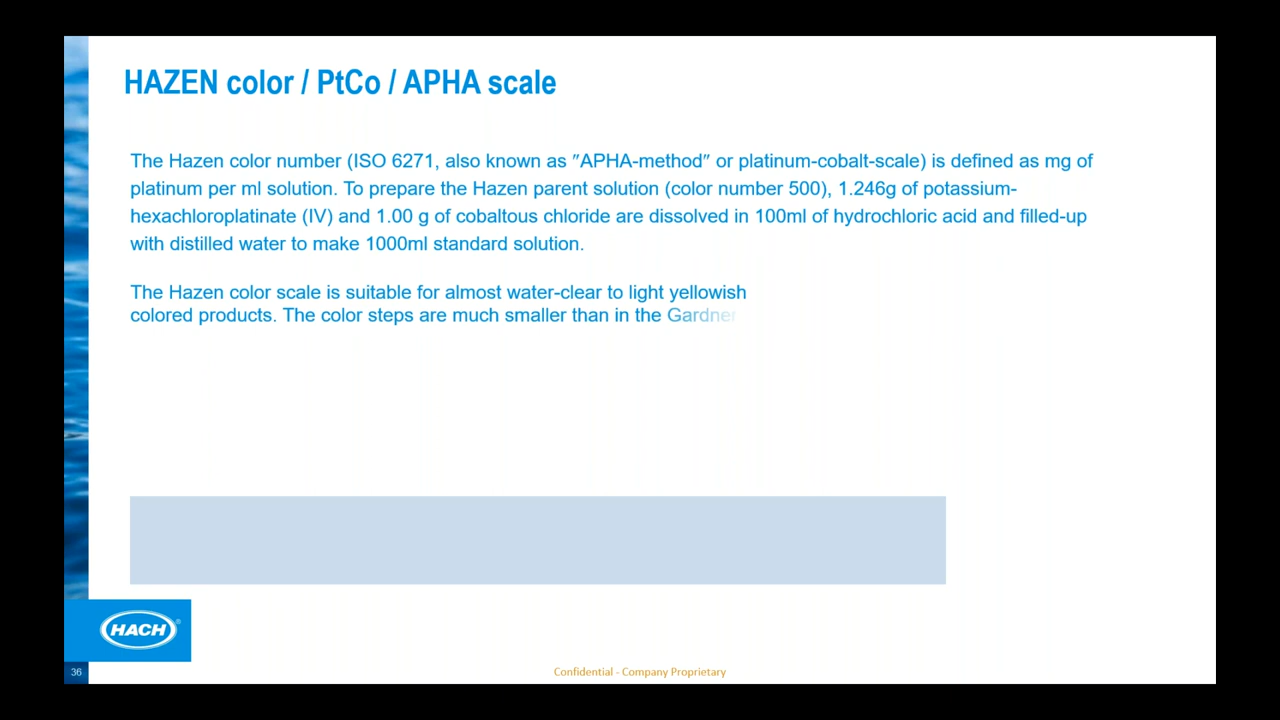 HAZEN color / PtCo / APHA scale
The Hazen color number (ISO 6271, also known as "APHA-method" or platinum-cobalt-scale) is defined as mg of
platinum per ml solution. To prepare the Hazen parent solution (color number 500), 1.246g of potassium-
hexachloroplatinate (IV) and 1.00 g of cobaltous chloride are dissolved in 100ml of hydrochloric acid and filled-up
with distilled water to make 1000ml standard solution.
The Hazen color scale is suitable for almost water-clear to light yellowish
colored products. The color steps are much smaller than in the Gardner
HACH®
36
Confidential - Company Proprietary